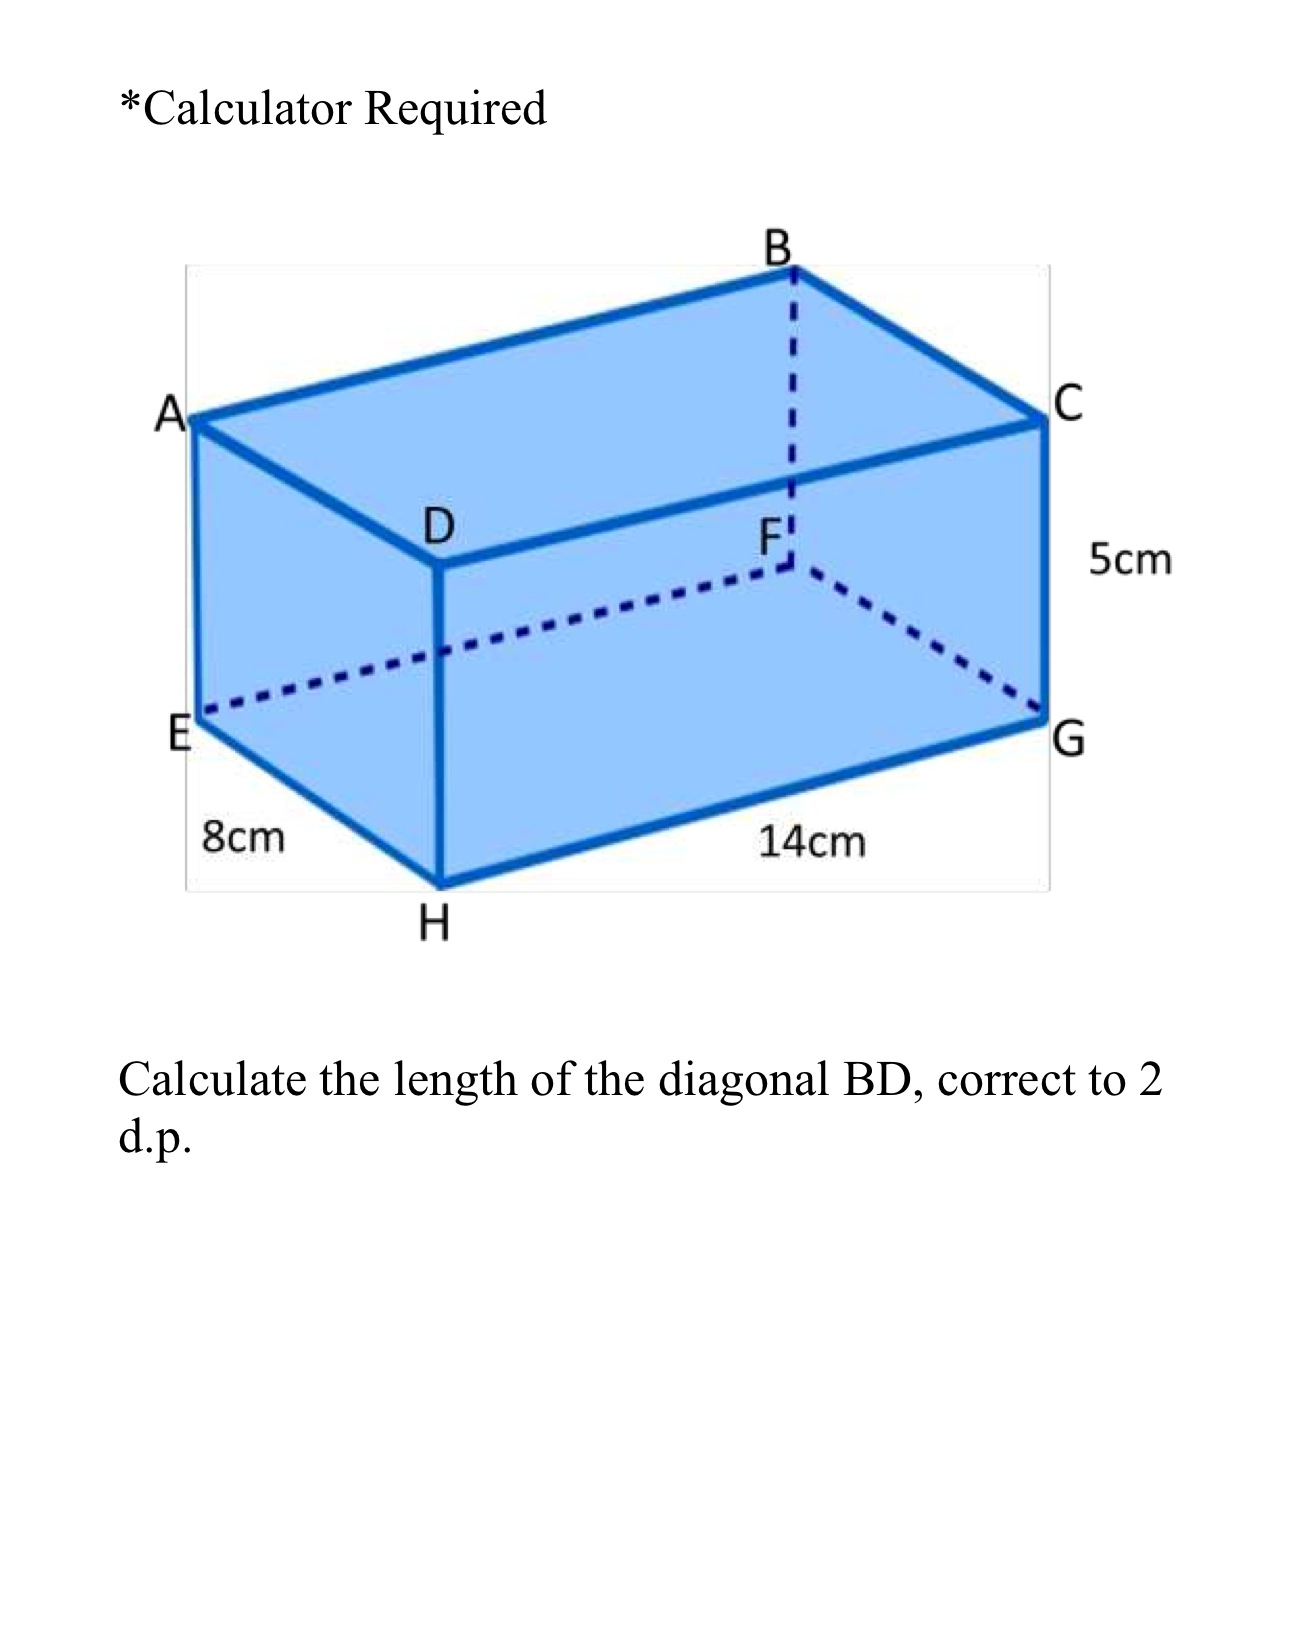 *Calculator Required
B
A
C
D
F
5cm
E
G
8cm
14cm
H
Calculate the length of the diagonal BD, correct to 2
d.p.